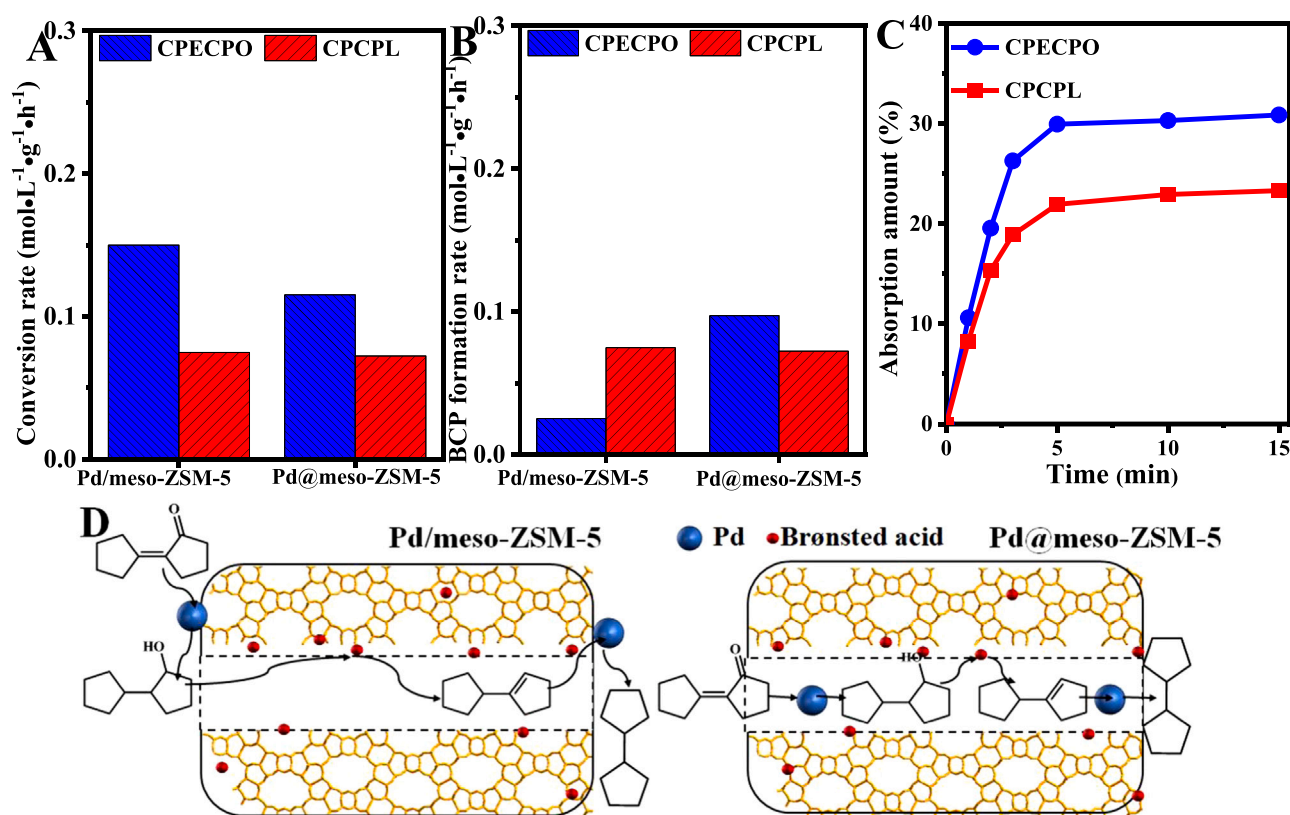 A
CPECPO
CPCPL
Conversion rate (mol•L⁻¹•g⁻¹•h⁻¹)
0.3
0.2
0.1
0.0
Pd/meso-ZSM-5
Pd@meso-ZSM-5
B
CPECPO
CPCPL
BCP formation rate (mol•L⁻¹•g⁻¹•h⁻¹)
0.3
0.2
0.1
0.0
Pd/meso-ZSM-5
Pd@meso-ZSM-5
C
CPECPO
CPCPL
Absorption amount (%)
40
30
20
10
0
0
5
10
15
Time (min)
D
Pd/meso-ZSM-5
Pd
Brønsted acid
Pd@meso-ZSM-5
O
HO
O
HO